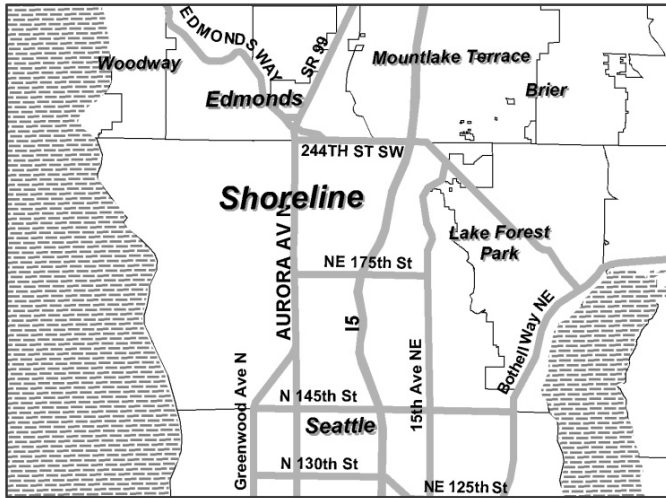 EDMONDS WAY
SR 99
Woodway
Mountlake Terrace
Edmonds
Brier
244TH ST SW
Shoreline
AURORA AV N
Lake Forest
Park
NE 175th St
I5
Bothell Way NE
15th Ave NE
Greenwood Ave N
N 145th St
Seattle
N 130th St
NE 125th St